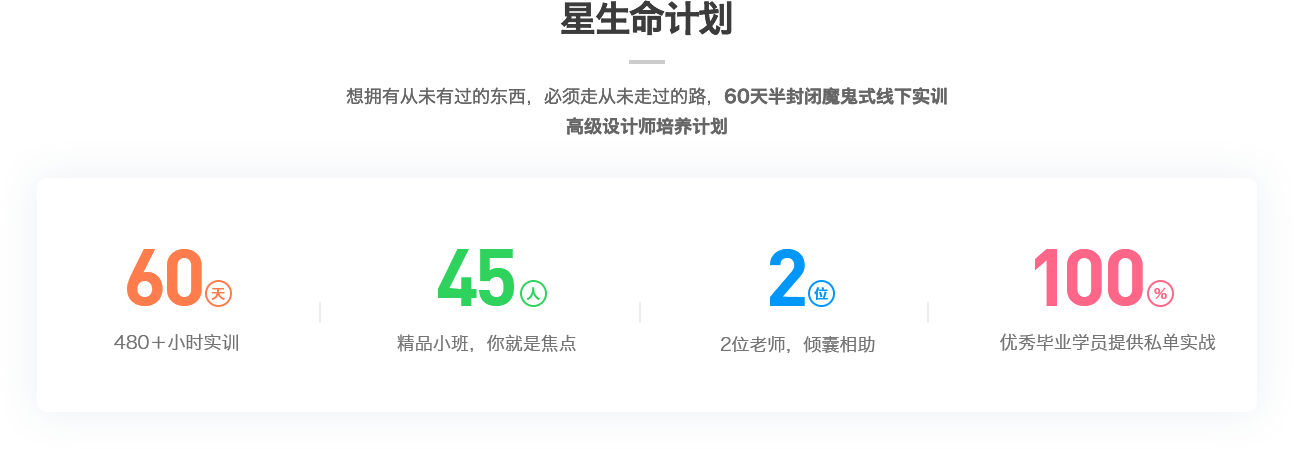 星生命计划
想拥有从未有过的东西，必须走从未走过的路，60天半封闭魔鬼式线下实训
高级设计师培养计划
60天
480＋小时实训
45人
精品小班，你就是焦点
2位
2位老师，倾囊相助
100%
优秀毕业学员提供私单实战